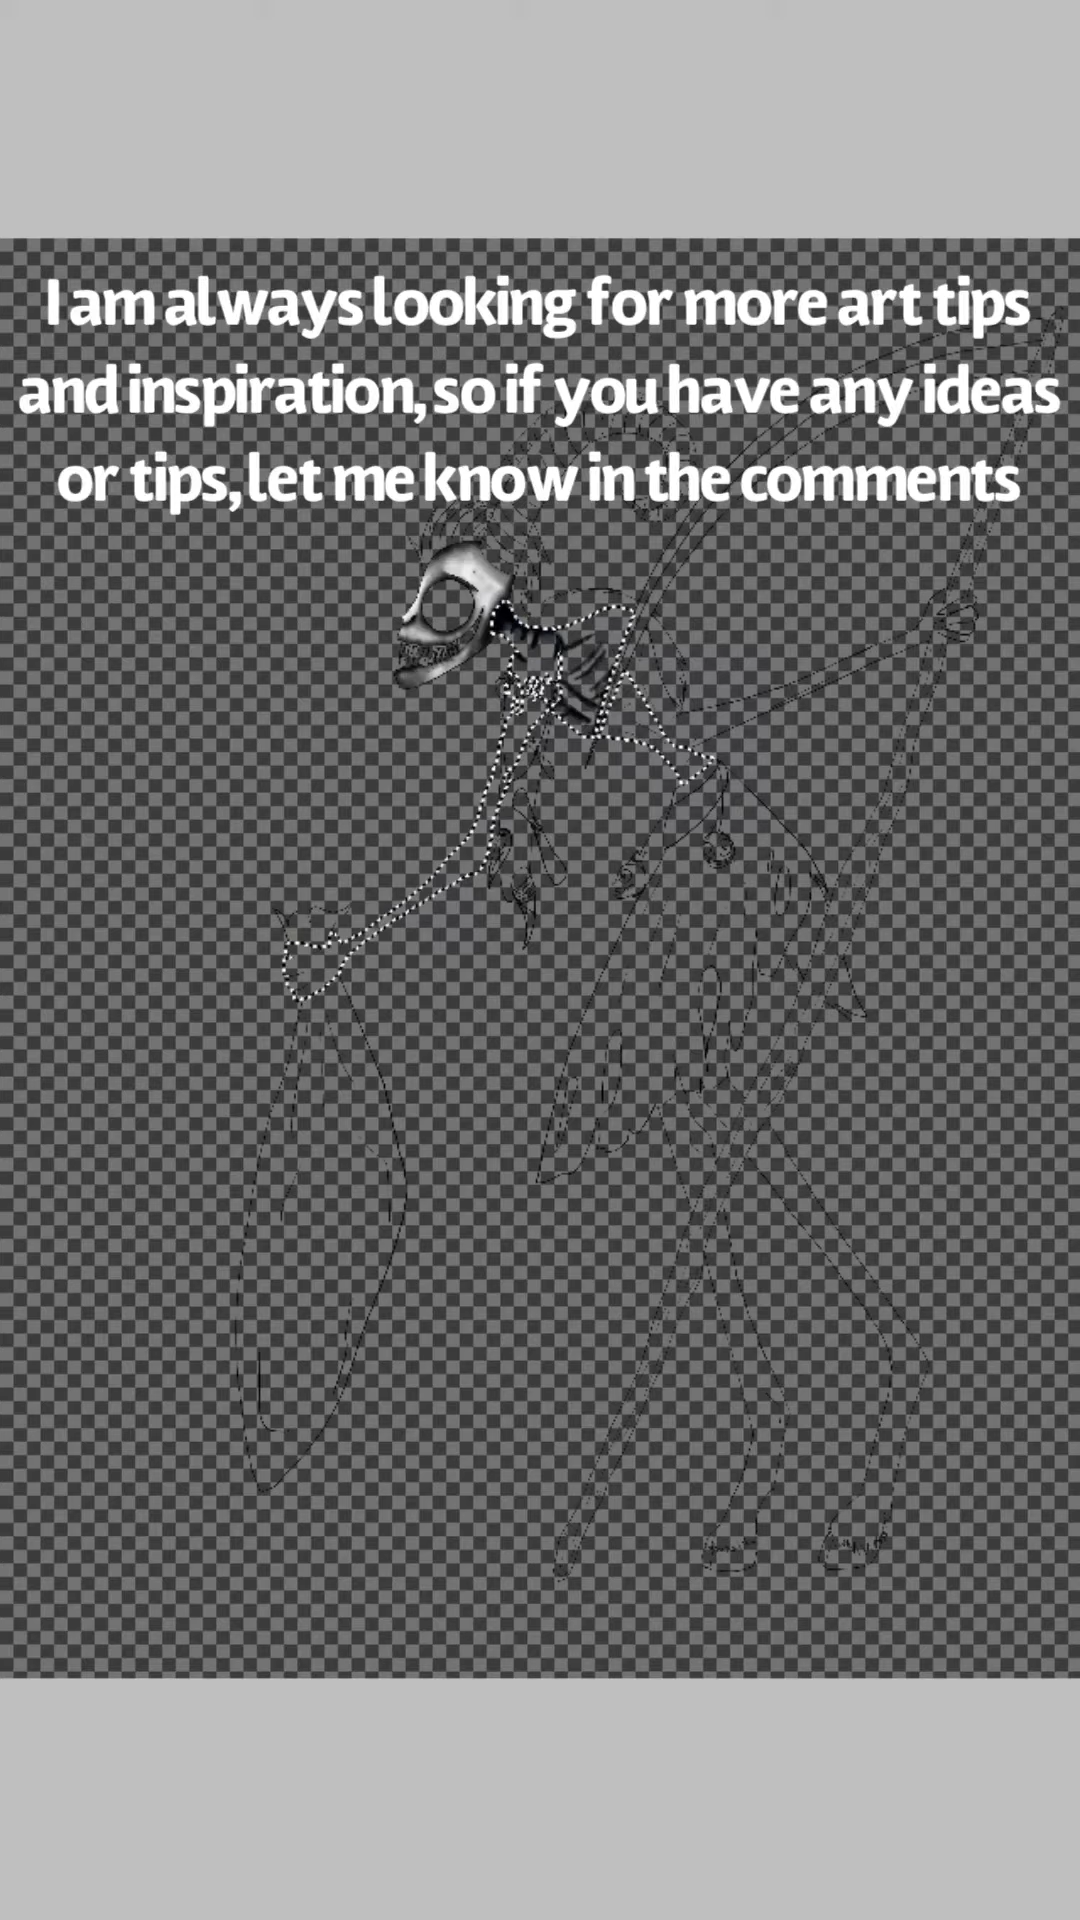 I am always looking for more art tips
and inspiration, so if you have any ideas
or tips, let me know in the comments